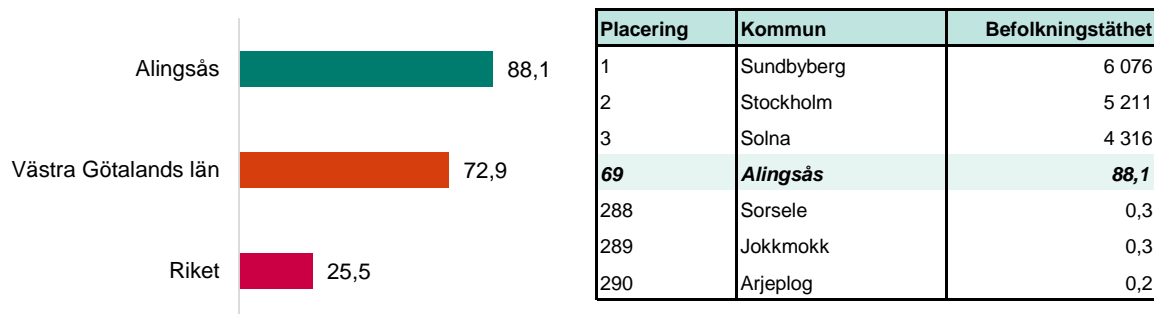 Alingsås 88,1
Västra Götalands län 72,9
Riket 25,5
Placering Kommun Befolkningstäthet
1 Sundbyberg 6 076
2 Stockholm 5 211
3 Solna 4 316
69 Alingsås 88,1
288 Sorsele 0,3
289 Jokkmokk 0,3
290 Arjeplog 0,2